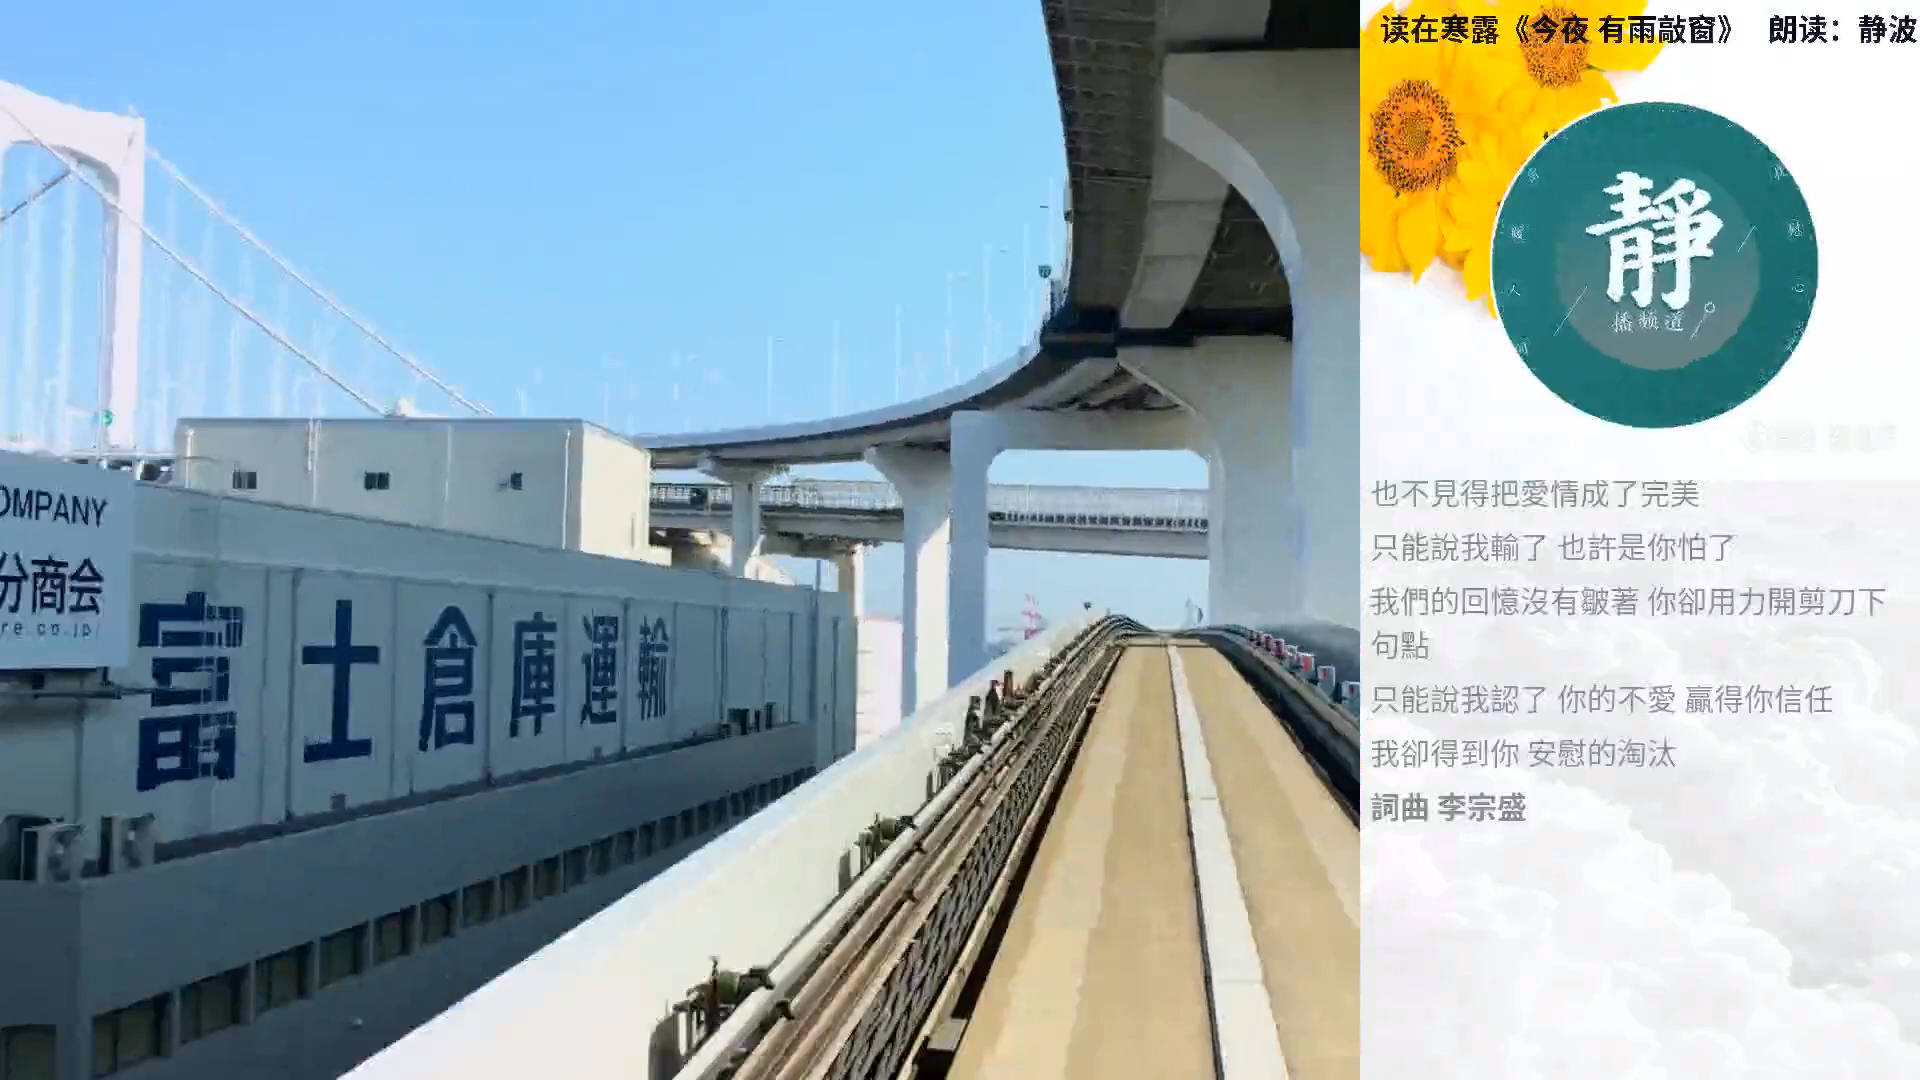 OMPANY
分商会
re.co.jp
富士倉庫運輸
读在寒露《今夜 有雨敲窗》 朗读：静波
靜
播频道
也不見得把愛情成了完美
只能說我輸了 也許是你怕了
我們的回憶沒有皺著 你卻用力開剪刀下
句點
只能說我認了 你的不愛 贏得你信任
我卻得到你 安慰的淘汰
詞曲 李宗盛